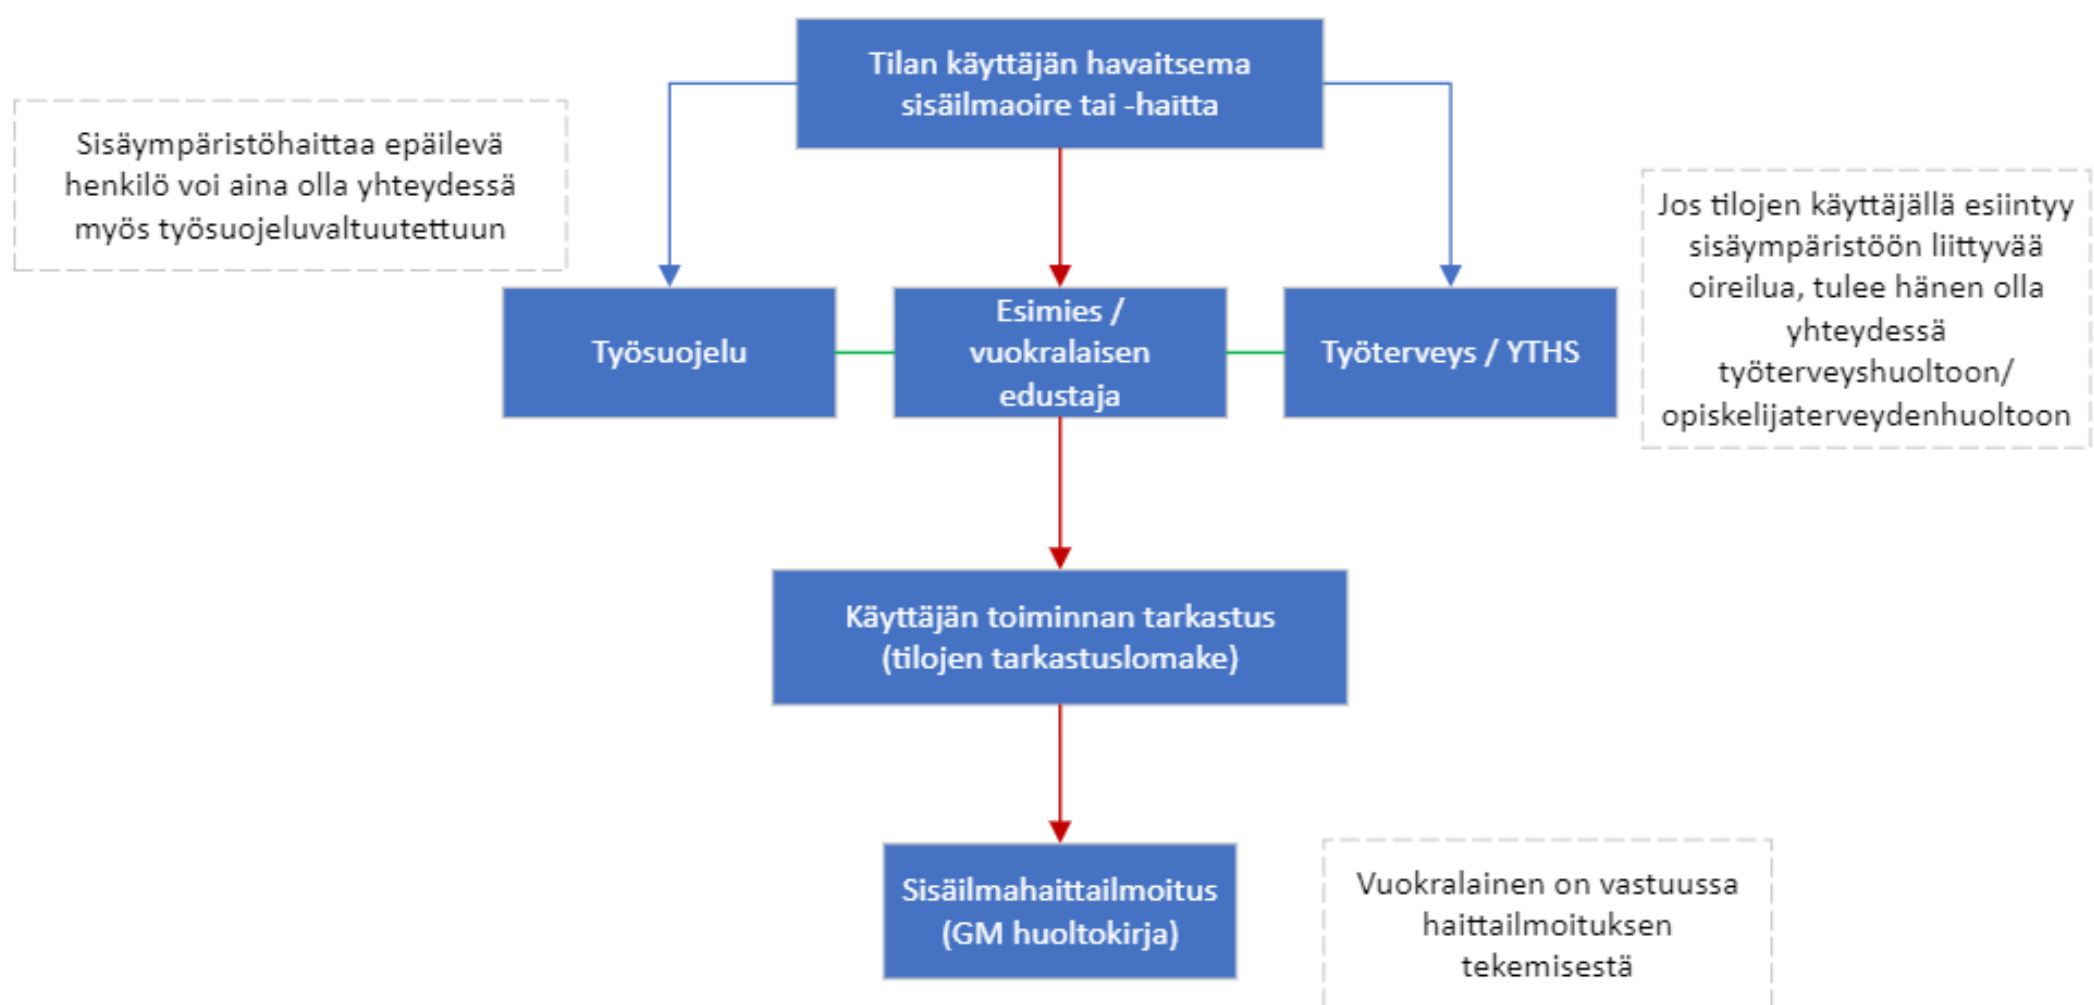 Tilan käyttäjän havaitsema
sisäilmaoire tai -haitta
Sisäympäristöhaittaa epäilevä
henkilö voi aina olla yhteydessä
myös työsuojeluvaltuutettuun
Jos tilojen käyttäjällä esiintyy
sisäympäristöön liittyvää
oireilua, tulee hänen olla
yhteydessä
työterveyshuoltoon/
opiskelijaterveydenhuoltoon
Työsuojelu
Esimies /
vuokralaisen
edustaja
Työterveys / YTHS
Käyttäjän toiminnan tarkastus
(tilojen tarkastuslomake)
Sisäilmahaittailmoitus
(GM huoltokirja)
Vuokralainen on vastuussa
haittailmoituksen
tekemisestä